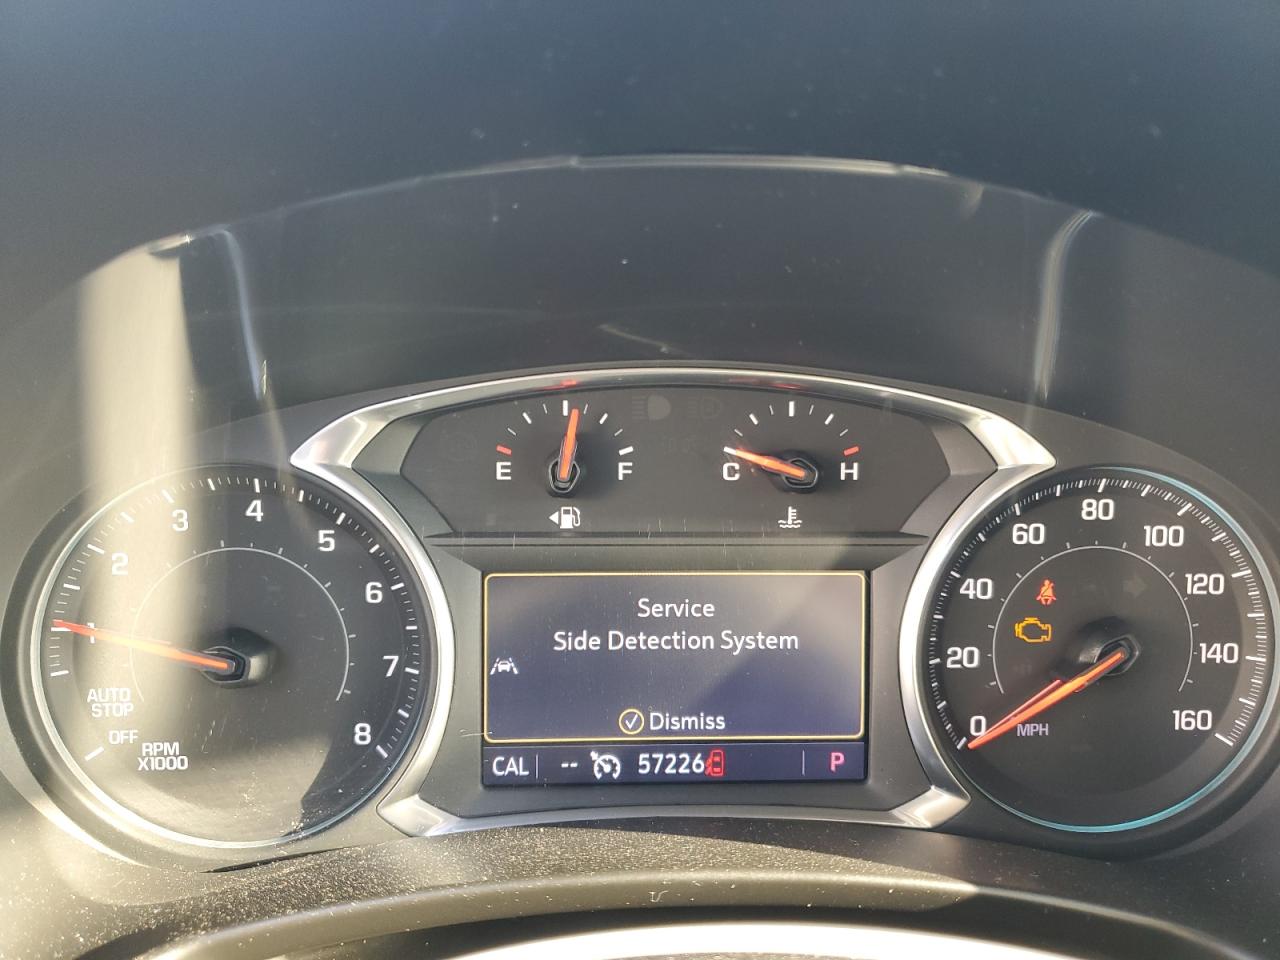 E F
C H
1 2 3 4 5 6 7 8
AUTO
STOP
OFF
RPM
X1000
Service
Side Detection System
Dismiss
CAL -- 57226 P
0 20 40 60 80 100 120 140 160
MPH